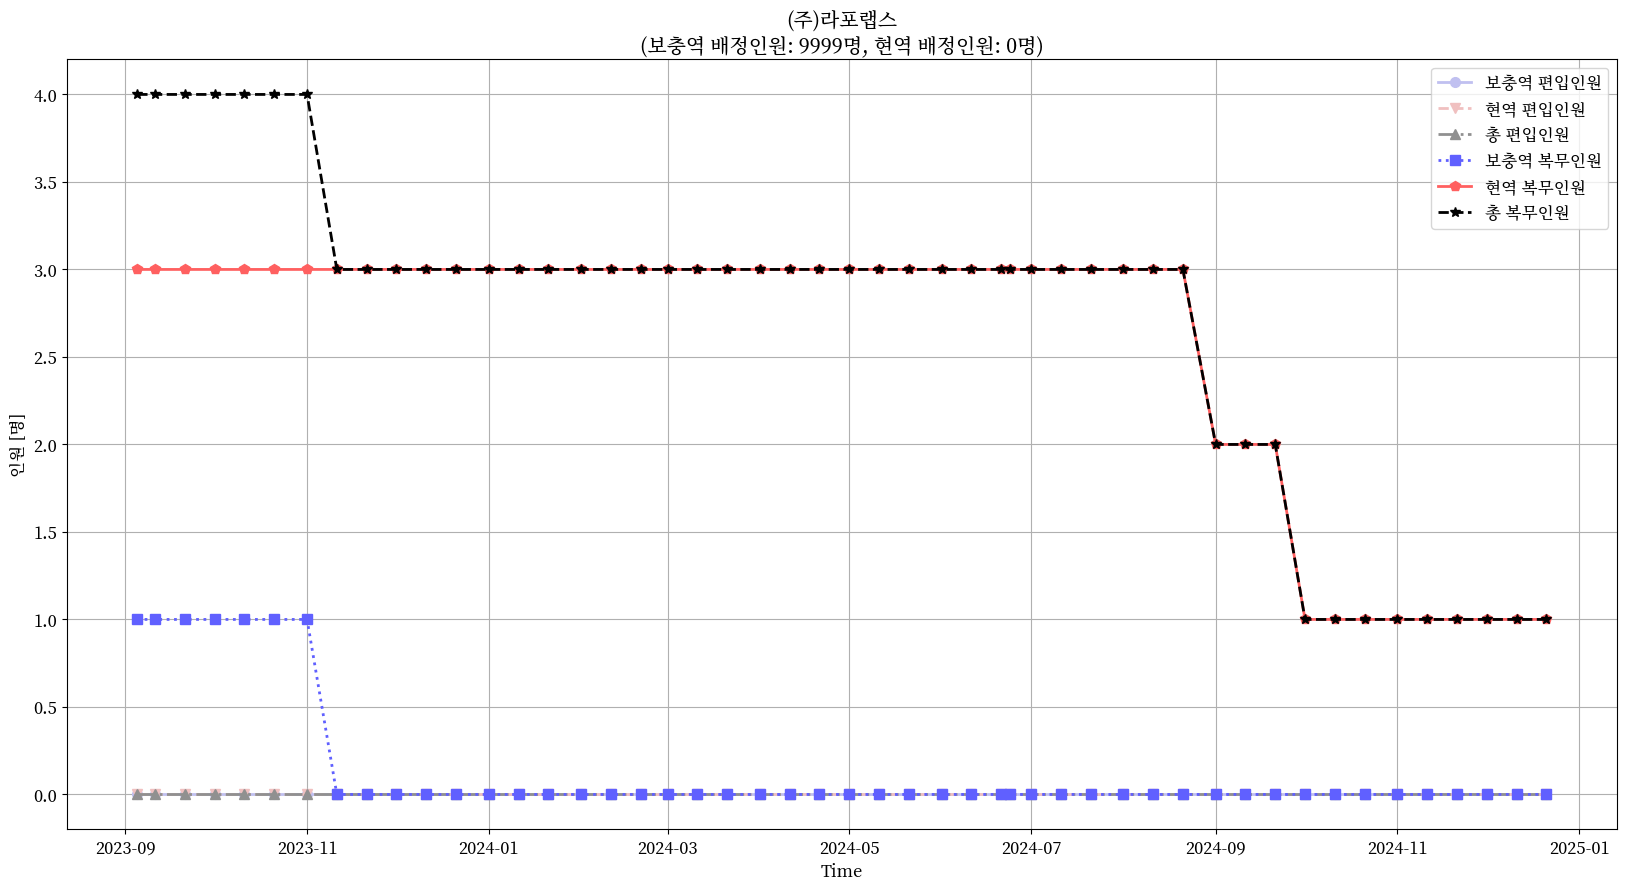 (주)라포랩스
(보충역 배정인원: 9999명, 현역 배정인원: 0명)
보충역 편입인원
현역 편입인원
총 편입인원
보충역 복무인원
현역 복무인원
총 복무인원
인원 [명]
4.0
3.5
3.0
2.5
2.0
1.5
1.0
0.5
0.0
2023-09
2023-11
2024-01
2024-03
2024-05
2024-07
2024-09
2024-11
2025-01
Time